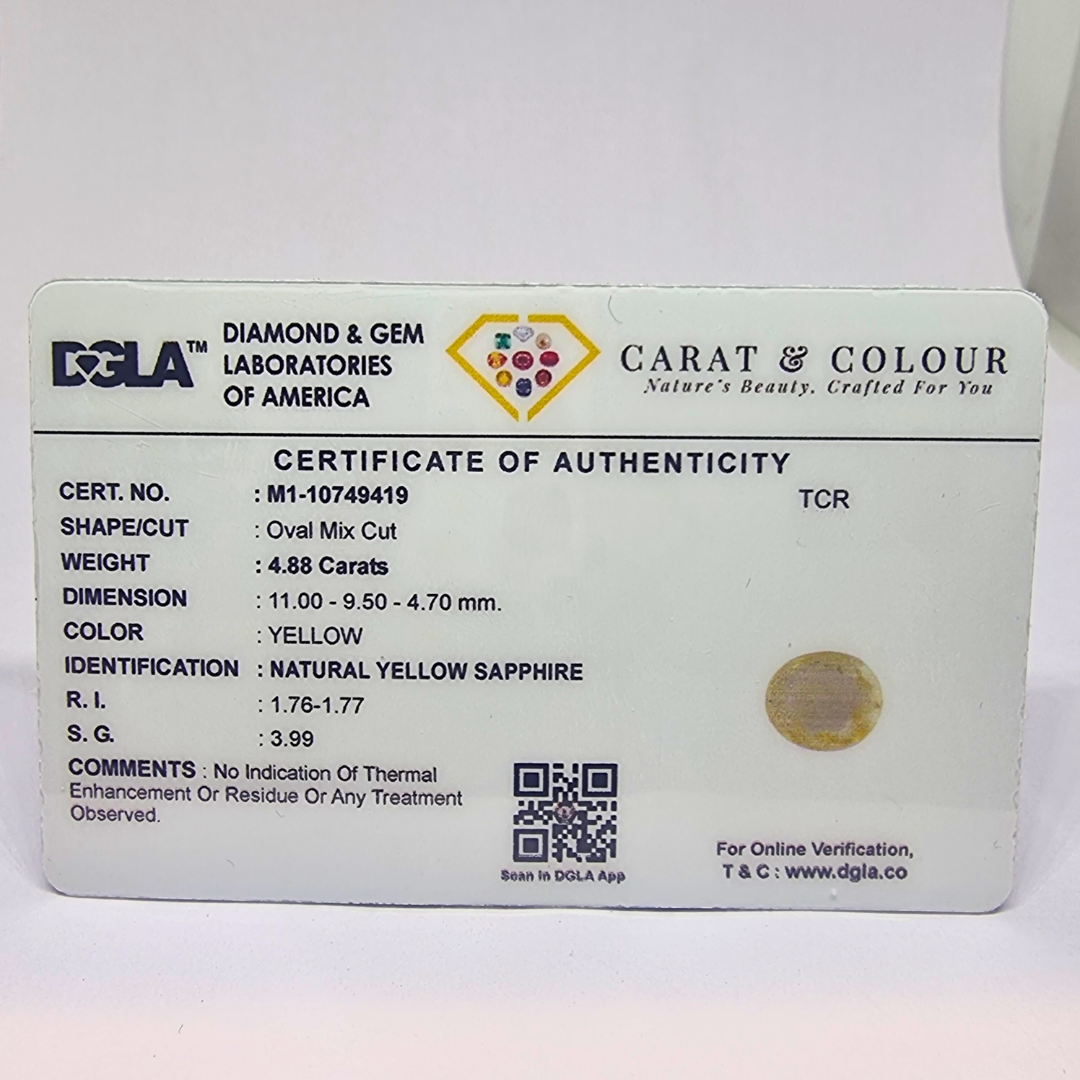 DGLA™
DIAMOND & GEM
LABORATORIES
OF AMERICA
CARAT & COLOUR
Nature's Beauty, Crafted For You
CERTIFICATE OF AUTHENTICITY
CERT. NO. : M1-10749419
TCR
SHAPE/CUT : Oval Mix Cut
WEIGHT : 4.88 Carats
DIMENSION : 11.00 - 9.50 - 4.70 mm.
COLOR : YELLOW
IDENTIFICATION : NATURAL YELLOW SAPPHIRE
R. I. : 1.76-1.77
S. G. : 3.99
COMMENTS : No Indication Of Thermal
Enhancement Or Residue Or Any Treatment
Observed.
Scan in DGLA App
For Online Verification,
T & C : www.dgla.co